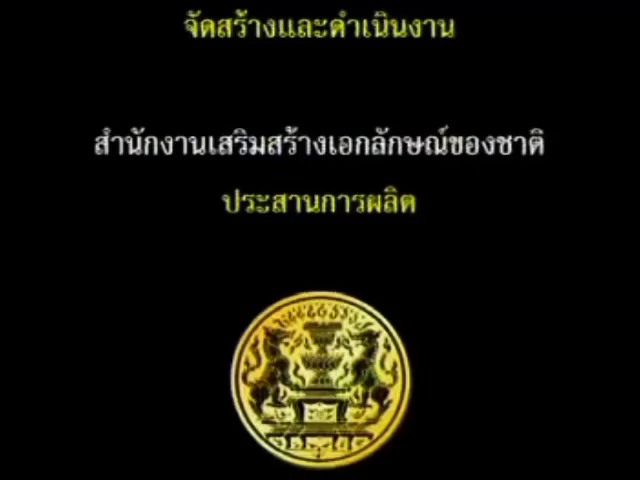 จัดสร้างและดำเนินงาน
สำนักงานเสริมสร้างเอกลักษณ์ของชาติ
ประสานการผลิต